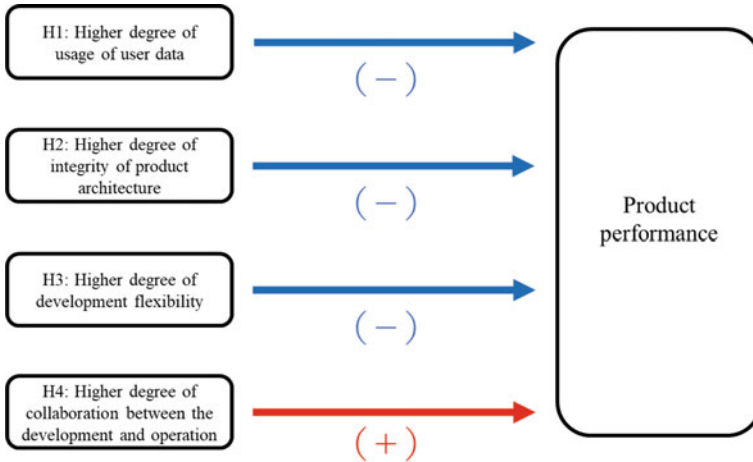 H1: Higher degree of
usage of user data
(－)
H2: Higher degree of
integrity of product
architecture
(－)
H3: Higher degree of
development flexibility
(－)
H4: Higher degree of
collaboration between the
development and operation
(＋)
Product
performance